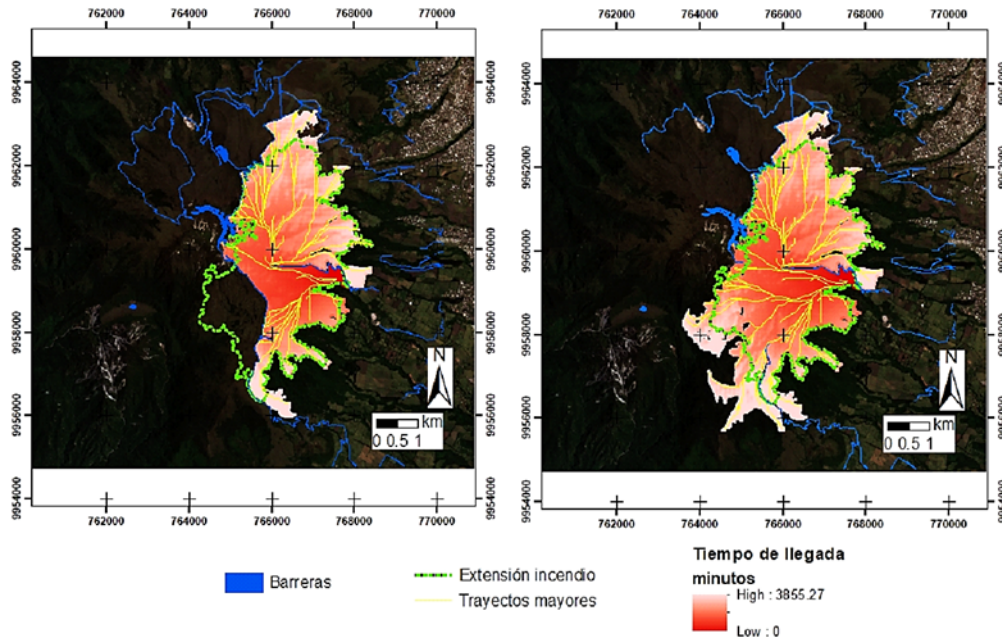 762000 764000 766000 768000 770000
762000 764000 766000 768000 770000
9964000 9964000
9962000 9962000
9960000 9960000
9958000 9958000
9956000 9956000
9954000 9954000
N
km
0 0.5 1
N
km
0 0.5 1
762000 764000 766000 768000 770000
762000 764000 766000 768000 770000
Barreras
Extensión incendio
Trayectos mayores
Tiempo de llegada
minutos
High : 3855.27
Low : 0